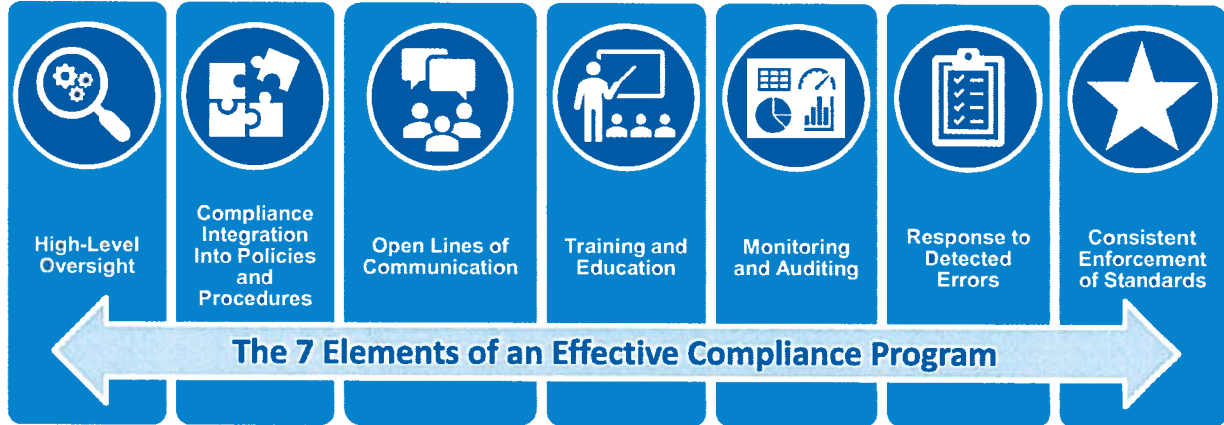 High-Level
Oversight
Compliance
Integration
Into Policies
and
Procedures
Open Lines of
Communication
Training and
Education
Monitoring
and Auditing
Response to
Detected
Errors
Consistent
Enforcement
of Standards
The 7 Elements of an Effective Compliance Program